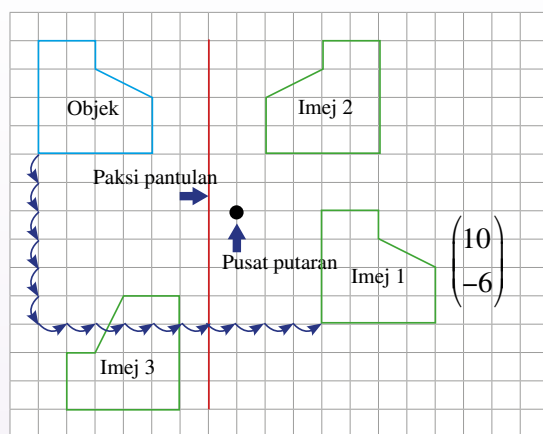 Objek
Imej 2
Paksi pantulan
Pusat putaran
Imej 1
10
–6
Imej 3